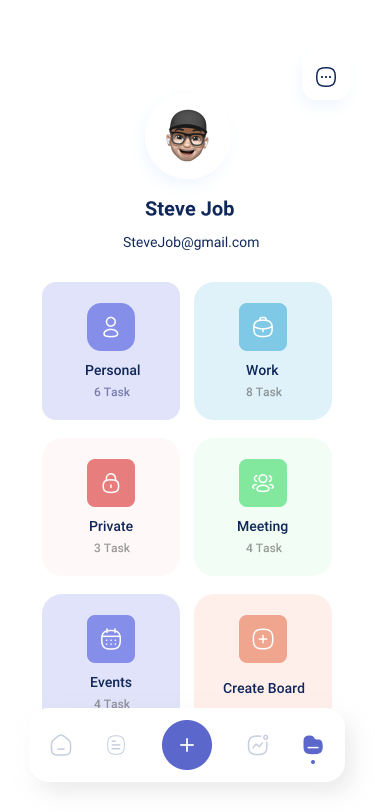 Steve Job
SteveJob@gmail.com
Personal
6 Task
Work
8 Task
Private
3 Task
Meeting
4 Task
Events
4 Task
Create Board